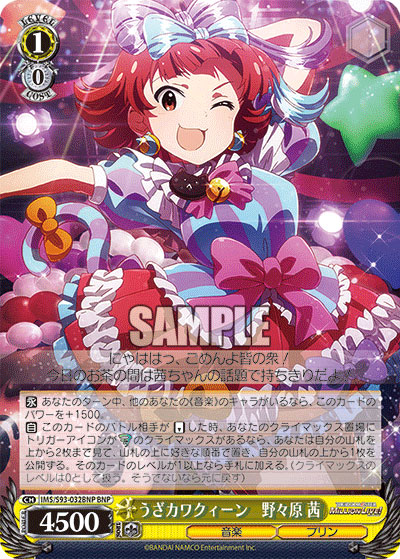 LEVEL
1
0
COST
SAMPLE
にゃははっ、ごめんよ皆の衆！
今日のお茶の間は茜ちゃんの話題で持ちきりだよ♪
永 あなたのターン中、他のあなたの《音楽》のキャラがいるなら、このカードの
パワーを＋1500。
自 このカードのバトル相手が した時、あなたのクライマックス置場に
トリガーアイコンが のクライマックスがあるなら、あなたは自分の山札を
上から2枚まで見て、山札の上に好きな順番で置き、自分の山札の上から1枚を
公開する。そのカードのレベルが1以上なら手札に加える。（クライマックスの
レベルは0として扱う。公開したカードは元に戻す）
CH IMS/S93-032BNP BNP
うざカワクィーン 野々原 茜
4500
音楽 プリン
©BANDAI NAMCO Entertainment Inc.